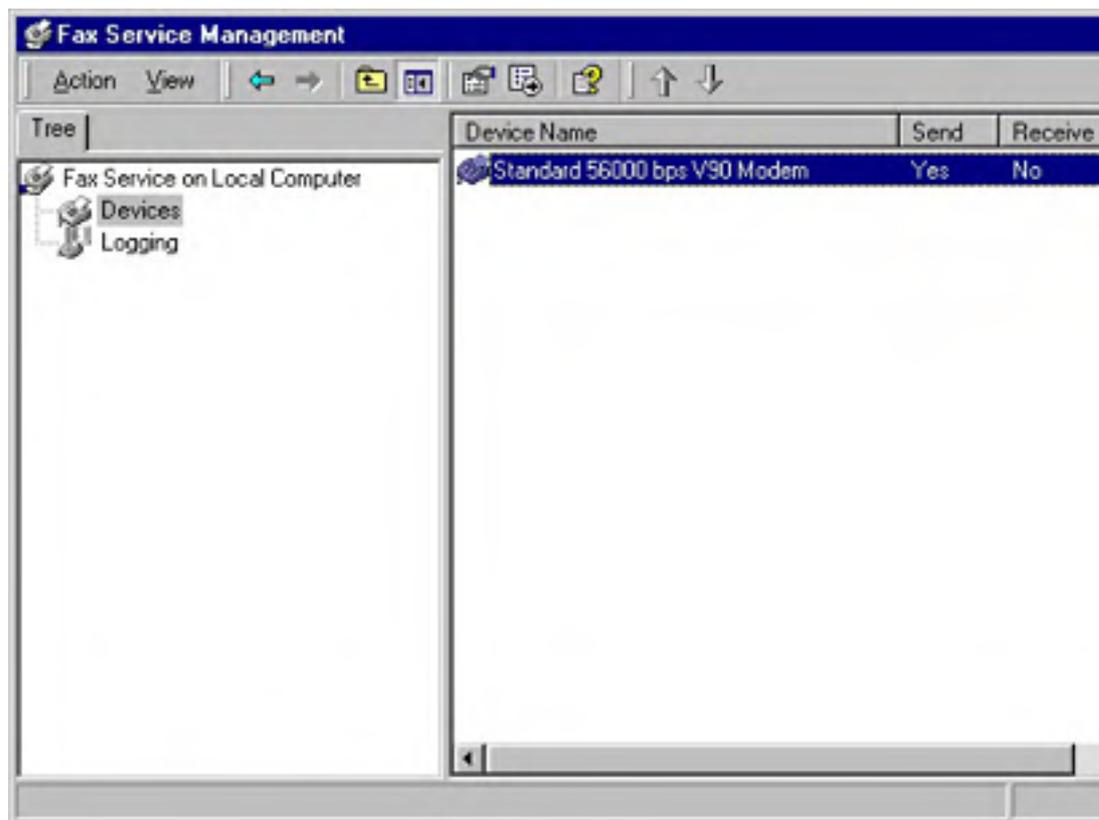 Fax Service Management
Action View
Tree
Device Name Send Receive
Fax Service on Local Computer
Devices
Logging
Standard 56000 bps V90 Modem Yes No